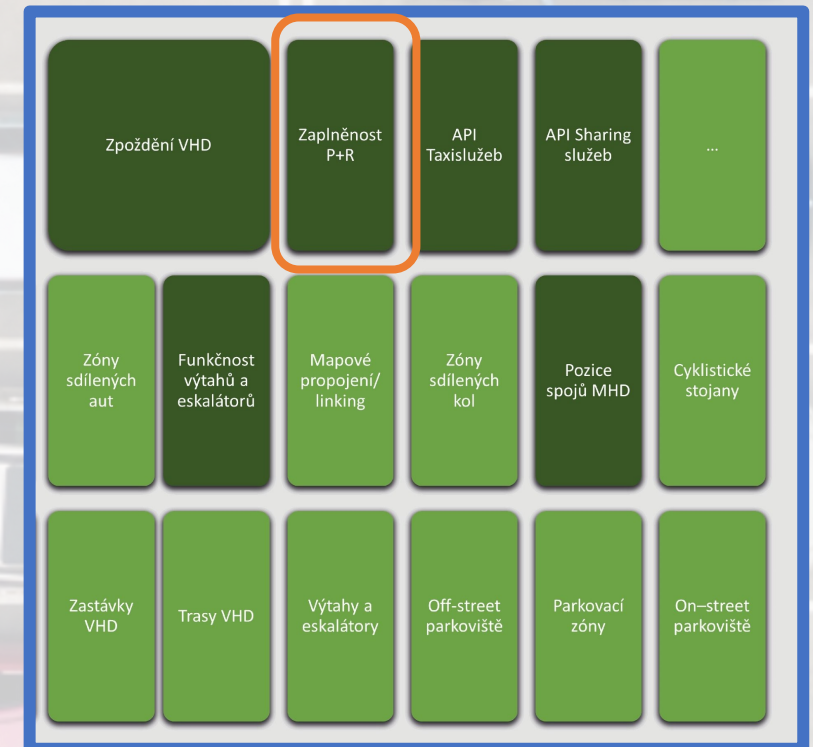 Zpoždění VHD
Zaplněnost
P+R
API
Taxislužeb
API Sharing
služeb
...
Zóny
sdílených
aut
Funkčnost
výtahů a
eskalátorů
Mapové
propojení/
linking
Zóny
sdílených
kol
Pozice
spojů MHD
Cyklistické
stojany
Zastávky
VHD
Trasy VHD
Výtahy a
eskalátory
Off-street
parkoviště
Parkovací
zóny
On–street
parkoviště